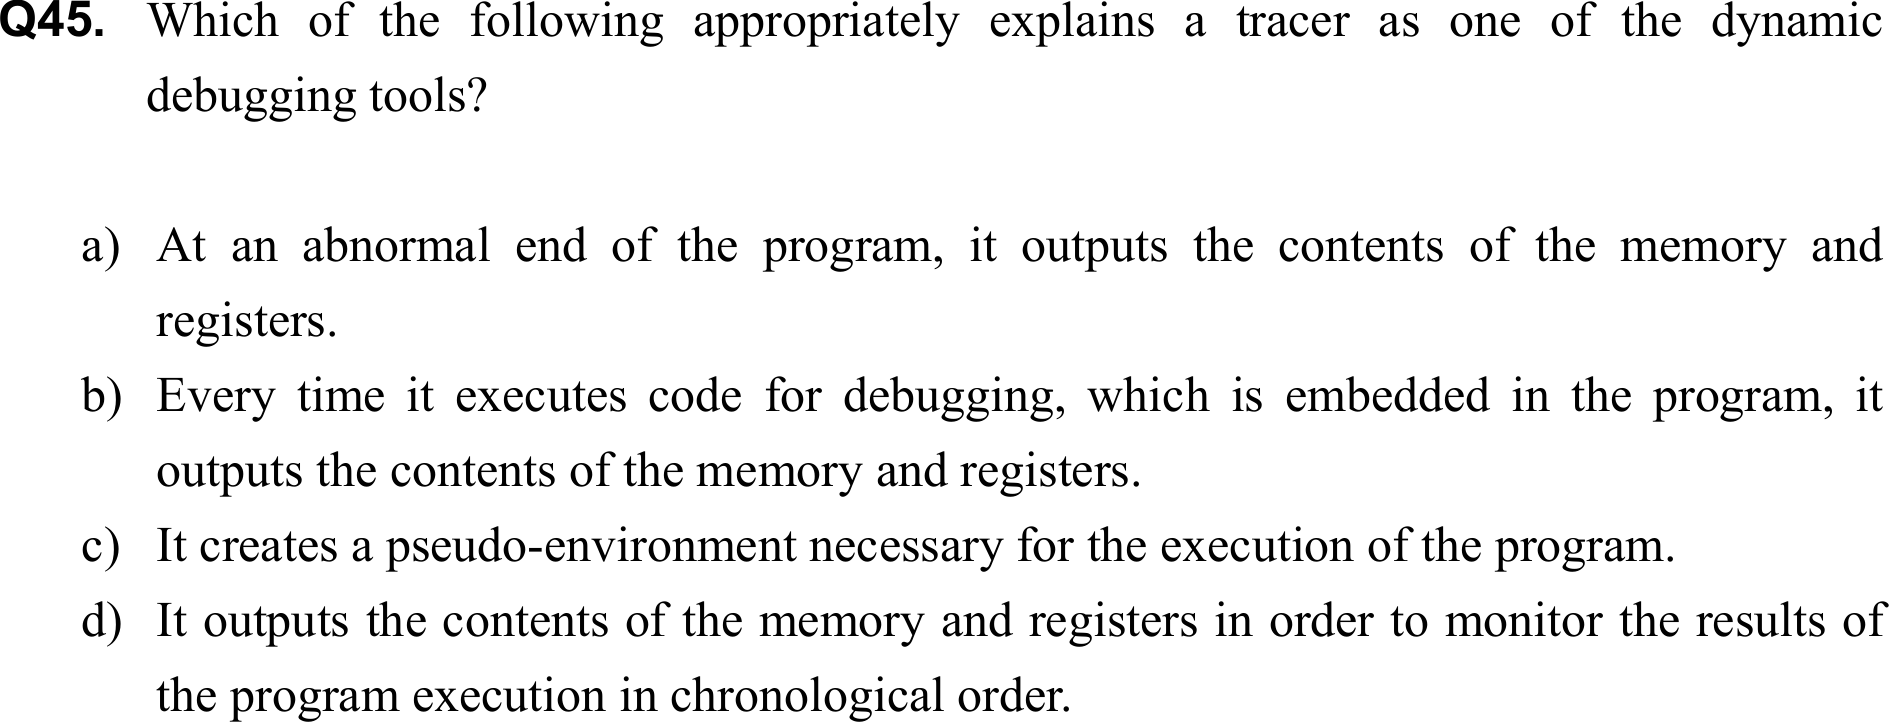 Q45. Which of the following appropriately explains a tracer as one of the dynamic
debugging tools?
a) At an abnormal end of the program, it outputs the contents of the memory and
registers.
b) Every time it executes code for debugging, which is embedded in the program, it
outputs the contents of the memory and registers.
c) It creates a pseudo-environment necessary for the execution of the program.
d) It outputs the contents of the memory and registers in order to monitor the results of
the program execution in chronological order.